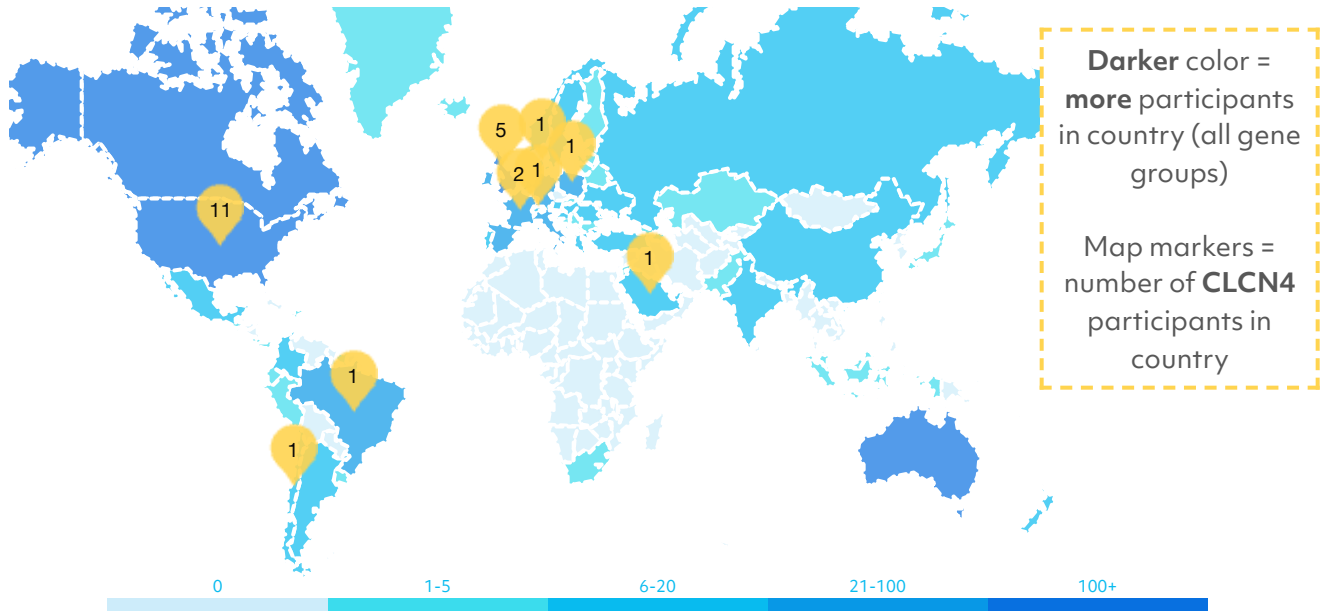 Darker color =
more participants
in country (all gene
groups)
Map markers =
number of CLCN4
participants in
country
5
1
1
2
1
11
1
1
1
0
1-5
6-20
21-100
100+